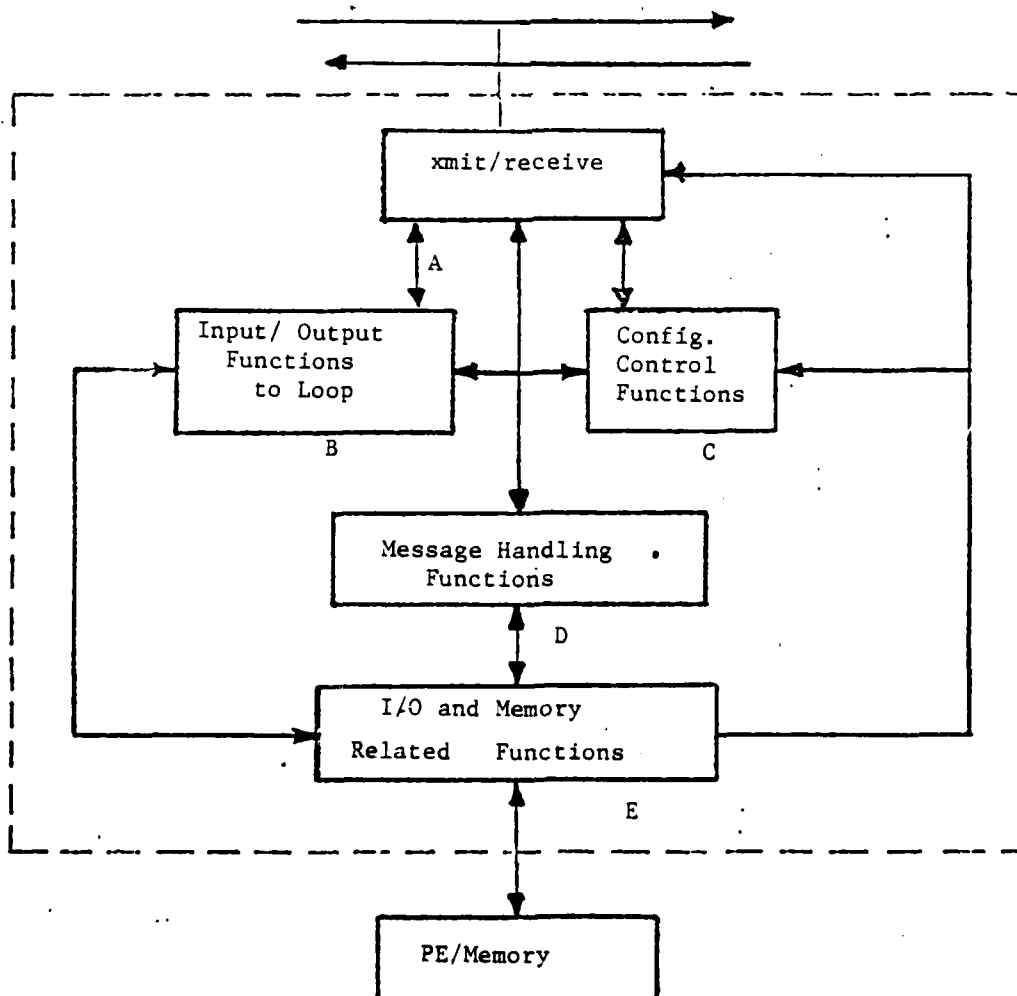 xmit/receive
A
Input/ Output
Functions
to Loop
B
Config.
Control
Functions
C
Message Handling
Functions
D
I/O and Memory
Related Functions
E
PE/Memory